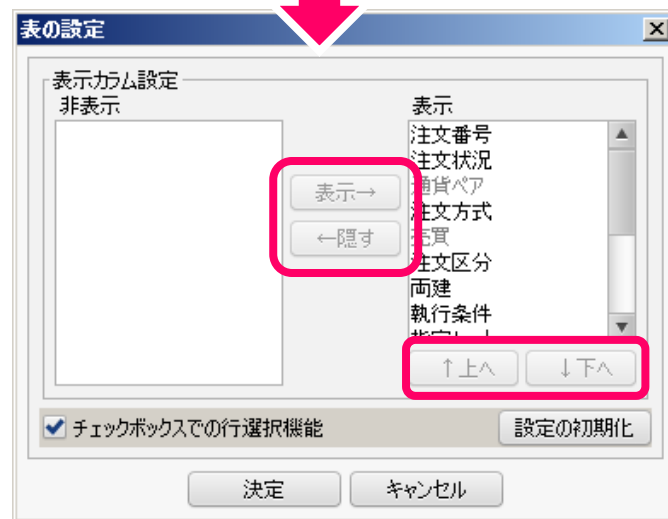 表の設定
表示カラム設定
非表示
表示
注文番号
注文状況
通貨ペア
注文方式
売買
注文区分
両建
執行条件
表示→
←隠す
↑上へ
↓下へ
チェックボックスでの行選択機能
設定の初期化
決定
キャンセル